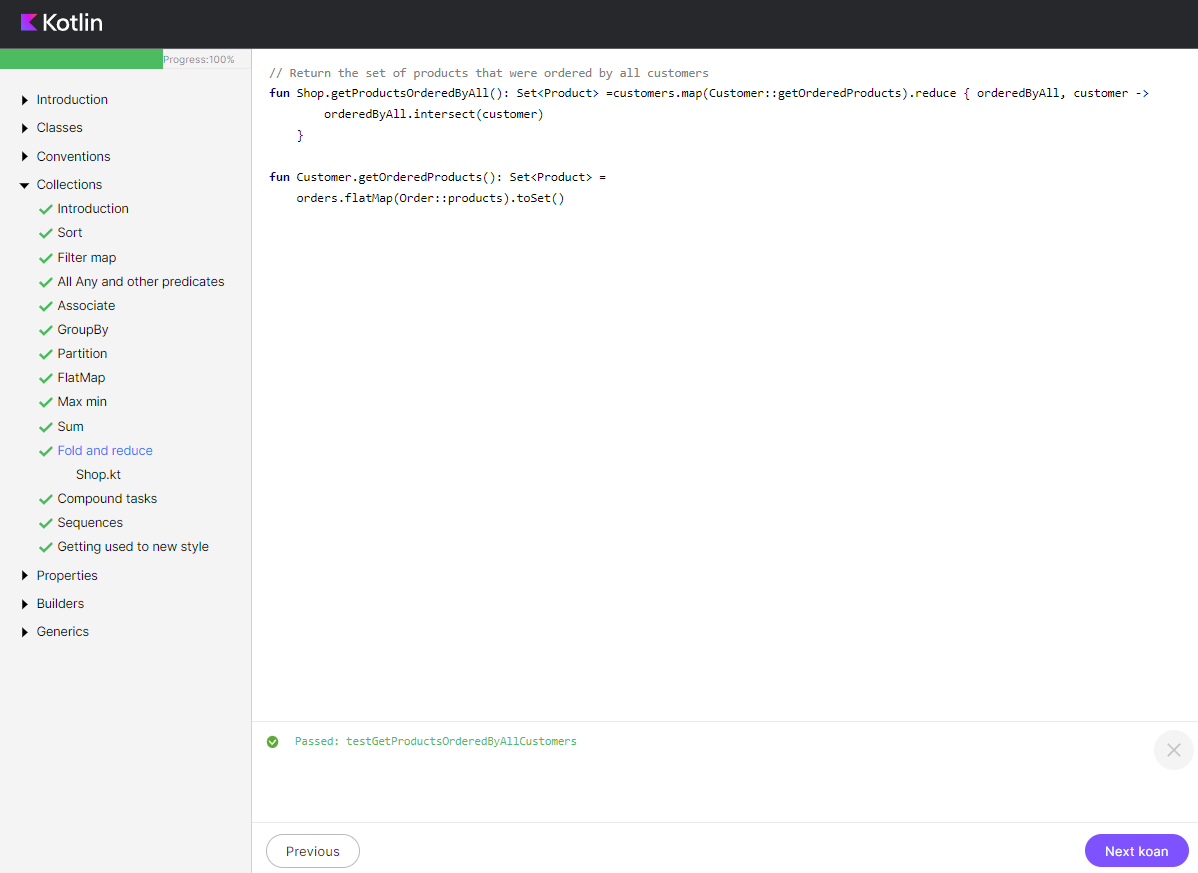 Kotlin
Progress:100%
Introduction
Classes
Conventions
Collections
Introduction
Sort
Filter map
All Any and other predicates
Associate
GroupBy
Partition
FlatMap
Max min
Sum
Fold and reduce
Shop.kt
Compound tasks
Sequences
Getting used to new style
Properties
Builders
Generics
// Return the set of products that were ordered by all customers
fun Shop.getProductsOrderedByAll(): Set<Product> =customers.map(Customer::getOrderedProducts).reduce { orderedByAll, customer ->
orderedByAll.intersect(customer)
}
fun Customer.getOrderedProducts(): Set<Product> =
orders.flatMap(Order::products).toSet()
Passed: testGetProductsOrderedByAllCustomers
Previous
Next koan